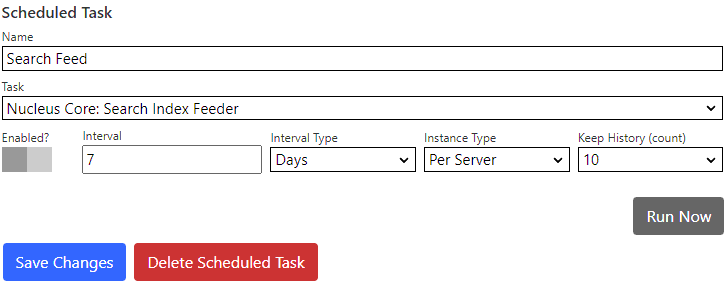 Scheduled Task
Name
Search Feed
Task
Nucleus Core: Search Index Feeder
Enabled? Interval Interval Type Instance Type Keep History (count)
7 Days Per Server 10
Run Now
Save Changes Delete Scheduled Task